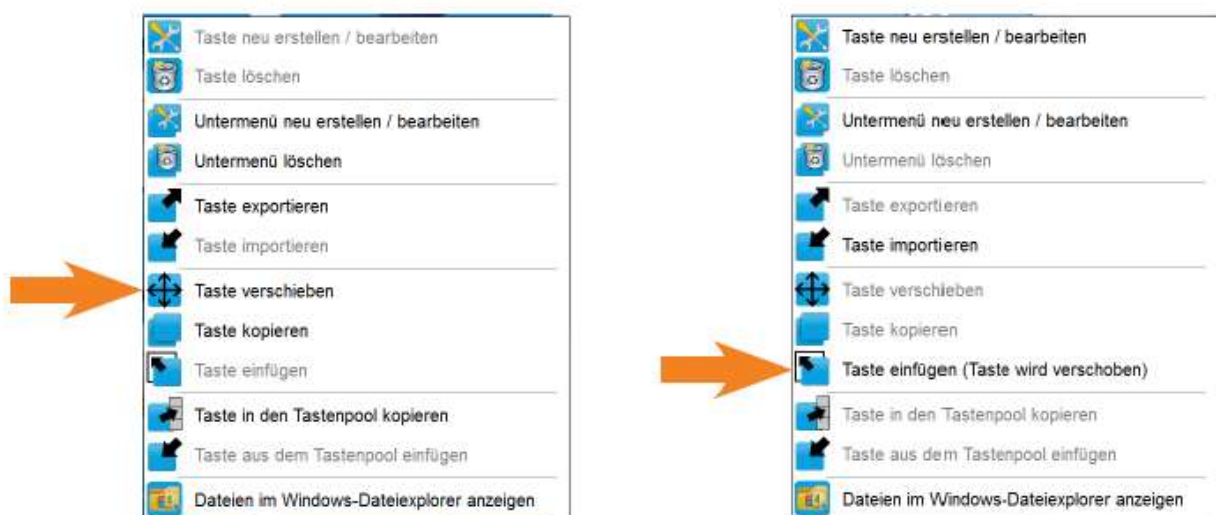 Taste neu erstellen / bearbeiten
Taste löschen
Untermenü neu erstellen / bearbeiten
Untermenü löschen
Taste exportieren
Taste importieren
Taste verschieben
Taste kopieren
Taste einfügen
Taste in den Tastenpool kopieren
Taste aus dem Tastenpool einfügen
Dateien im Windows-Dateiexplorer anzeigen
Taste neu erstellen / bearbeiten
Taste löschen
Untermenü neu erstellen / bearbeiten
Untermenü löschen
Taste exportieren
Taste importieren
Taste verschieben
Taste kopieren
Taste einfügen (Taste wird verschoben)
Taste in den Tastenpool kopieren
Taste aus dem Tastenpool einfügen
Dateien im Windows-Dateiexplorer anzeigen